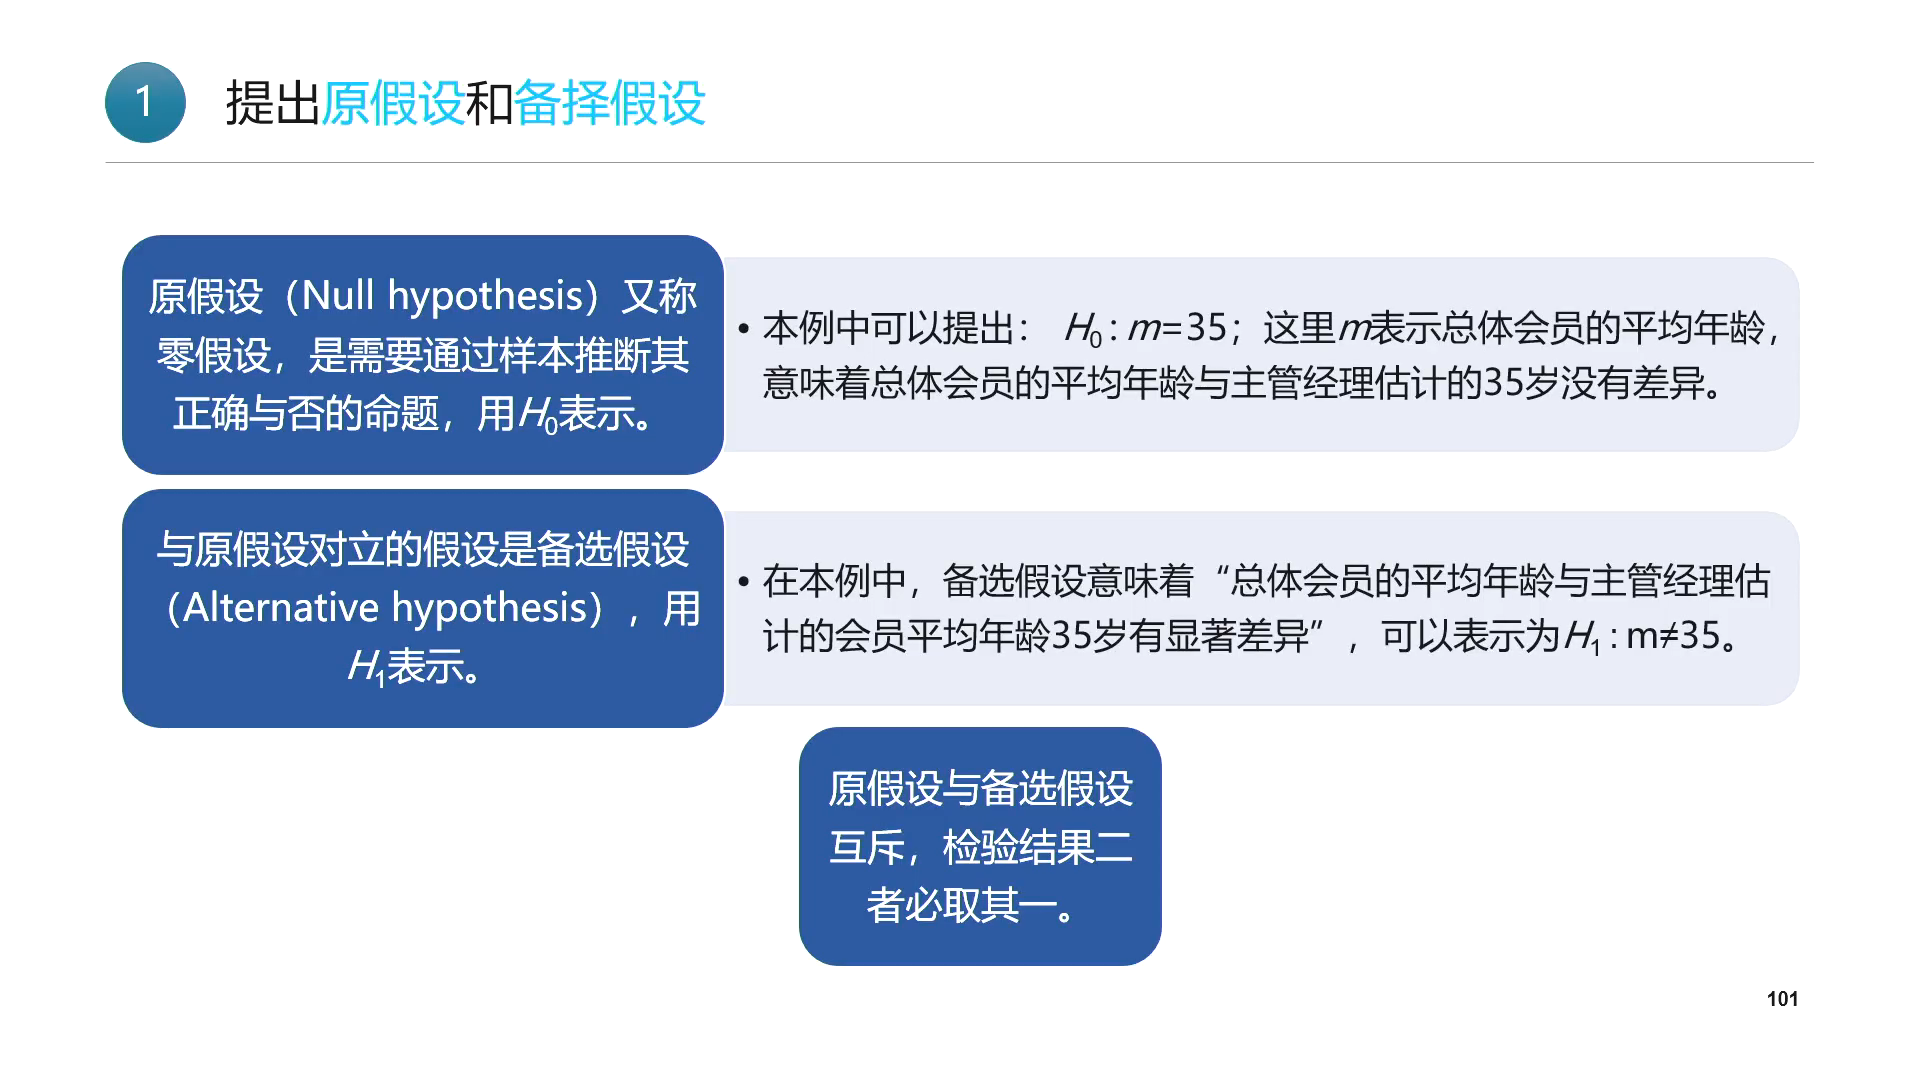 1
提出原假设和备择假设
原假设（Null hypothesis）又称
零假设，是需要通过样本推断其
正确与否的命题，用H0表示。
• 本例中可以提出： H0 : m=35；这里m表示总体会员的平均年龄，
意味着总体会员的平均年龄与主管经理估计的35岁没有差异。
与原假设对立的假设是备选假设
（Alternative hypothesis），用
H1表示。
• 在本例中，备选假设意味着“总体会员的平均年龄与主管经理估
计的会员平均年龄35岁有显著差异”，可以表示为H1 : m≠35。
原假设与备选假设
互斥，检验结果二
者必取其一。
101